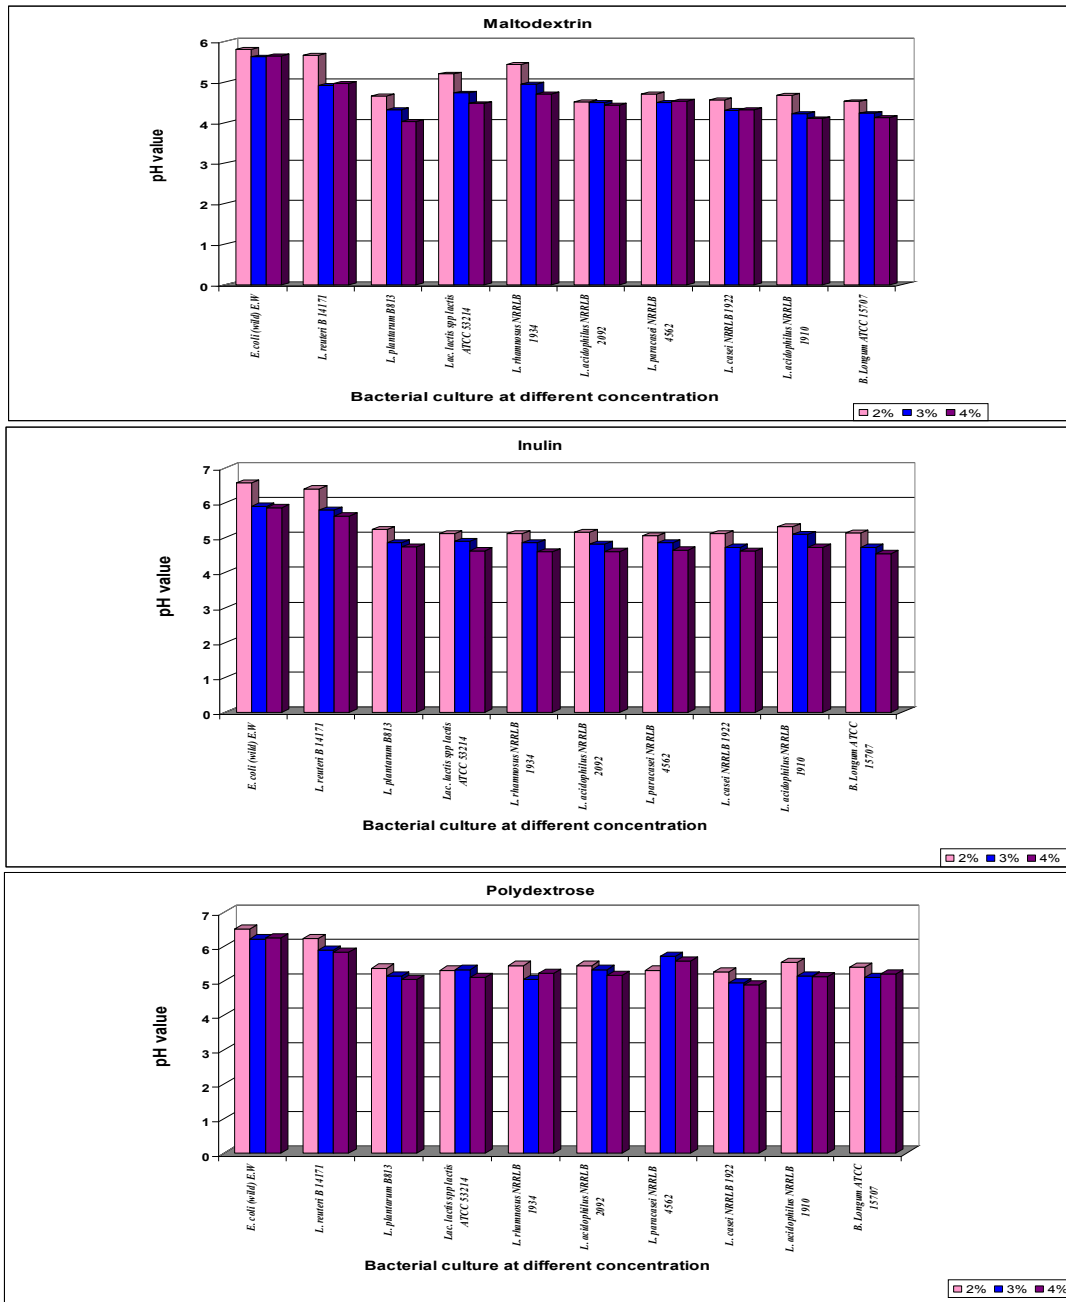 Maltodextrin
6
5
4
3
2
1
0
pH value
E. coli (wild) E.W
L. reuteri B 14171
L. plantarum B813
Lac. lactis spp lactis
ATCC 53214
L. rhamnosus NRRLB
1934
L. acidophilus NRRLB
2092
L. paracasei NRRLB
4562
L. casei NRRLB 1922
L. acidophilus NRRLB
1910
B. Longum ATCC 15707
Bacterial culture at different concentration
2% 3% 4%
Inulin
7
6
5
4
3
2
1
0
pH value
E. coli (wild) E.W
L. reuteri B 14171
L. plantarum B813
Lac. lactis spp lactis
ATCC 53214
L. rhamnosus NRRLB
1934
L. acidophilus NRRLB
2092
L. paracasei NRRLB
4562
L. casei NRRLB 1922
L. acidophilus NRRLB
1910
B. Longum ATCC
15707
Bacterial culture at different concentration
2% 3% 4%
Polydextrose
7
6
5
4
3
2
1
0
pH value
E. coli (wild) E.W
L. reuteri B 14171
L. plantarum B813
Lac. lactis spp lactis
ATCC 53214
L. rhamnosus NRRLB
1934
L. acidophilus NRRLB
2092
L. paracasei NRRLB
4562
L. casei NRRLB 1922
L. acidophilus NRRLB
1910
B. Longum ATCC
15707
Bacterial culture at different concentration
2% 3% 4%